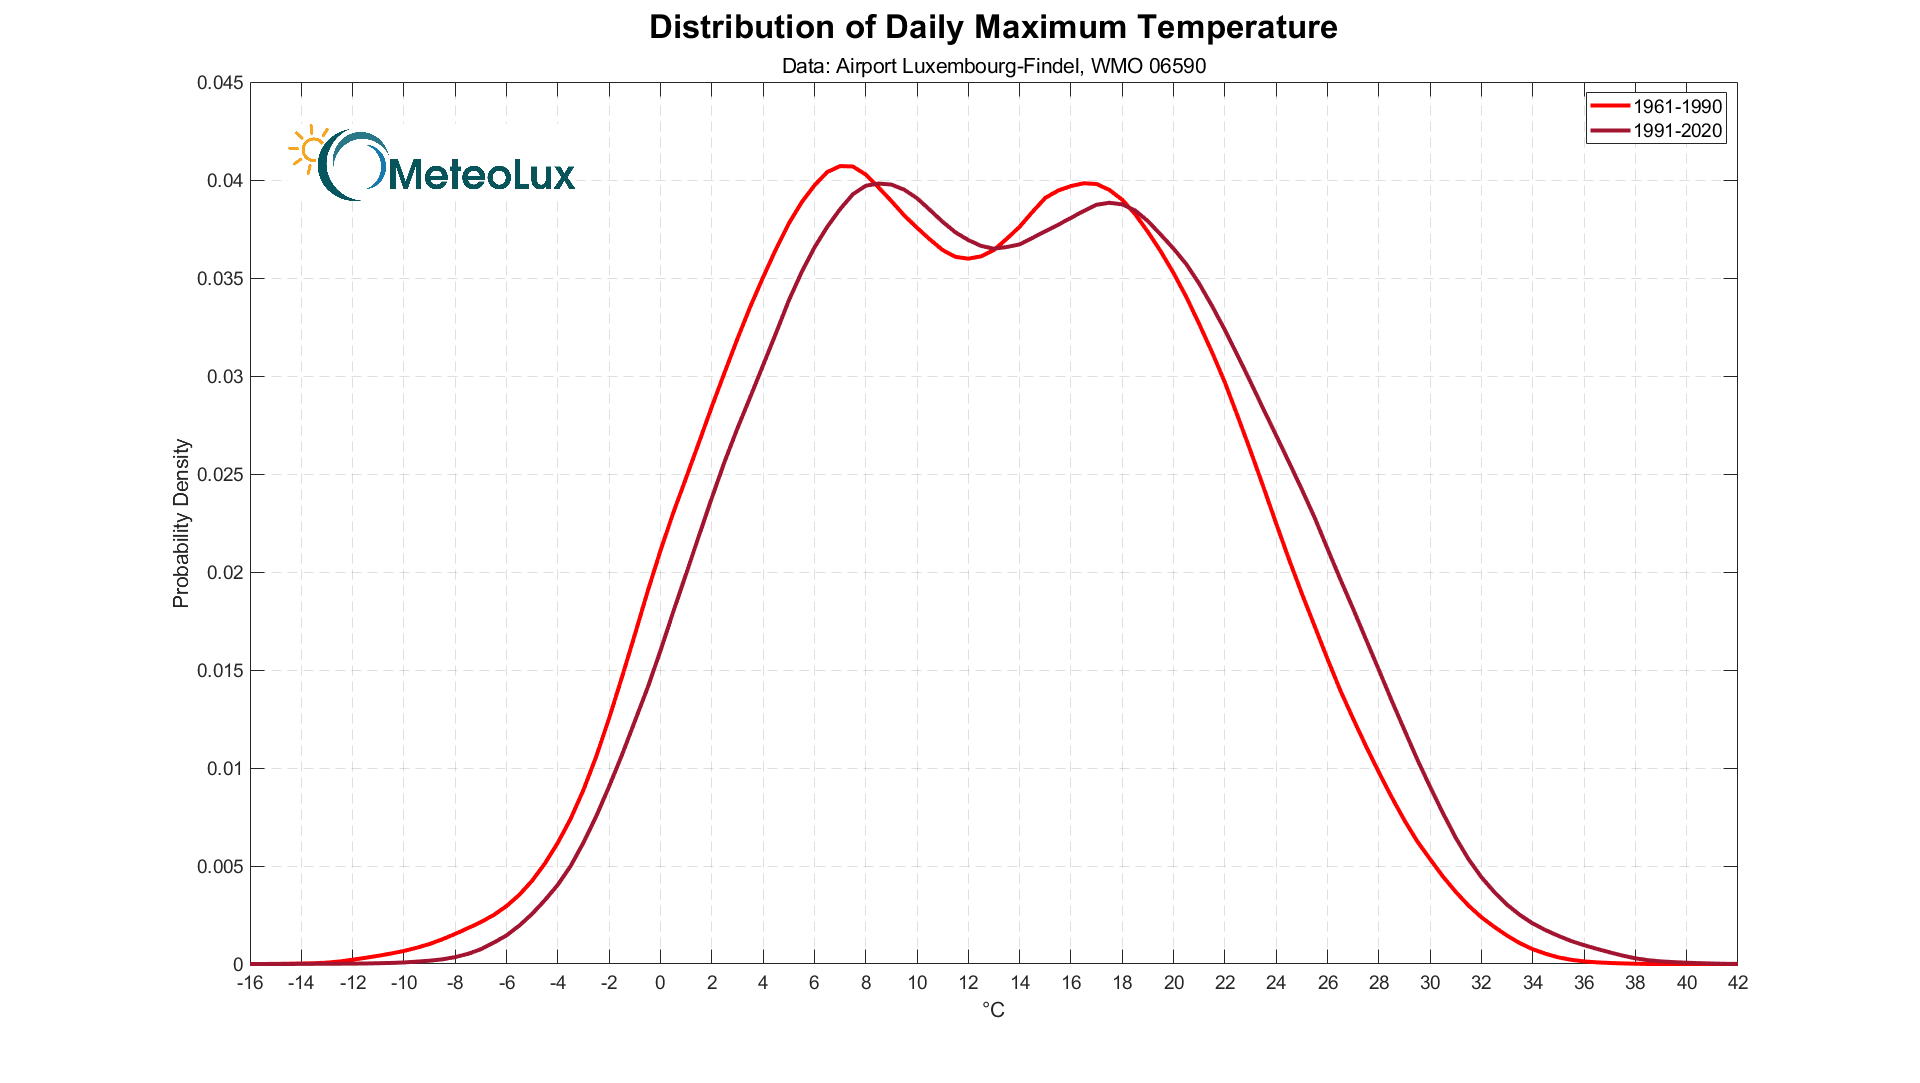 Distribution of Daily Maximum Temperature
Data: Airport Luxembourg-Findel, WMO 06590
MeteoLux
1961-1990
1991-2020
Probability Density
0.045
0.04
0.035
0.03
0.025
0.02
0.015
0.01
0.005
0
-16 -14 -12 -10 -8 -6 -4 -2 0 2 4 6 8 10 12 14 16 18 20 22 24 26 28 30 32 34 36 38 40 42
°C